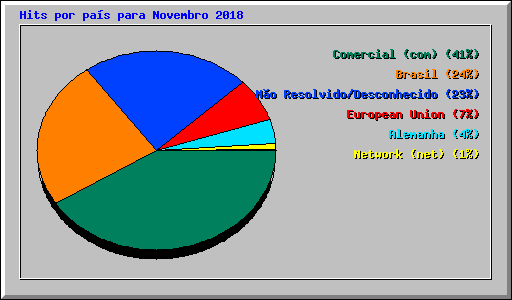 Hits por país para Novembro 2018
Comercial (com) (41%)
Brasil (24%)
Não Resolvido/Desconhecido (23%)
European Union (7%)
Alemanha (4%)
Network (net) (1%)